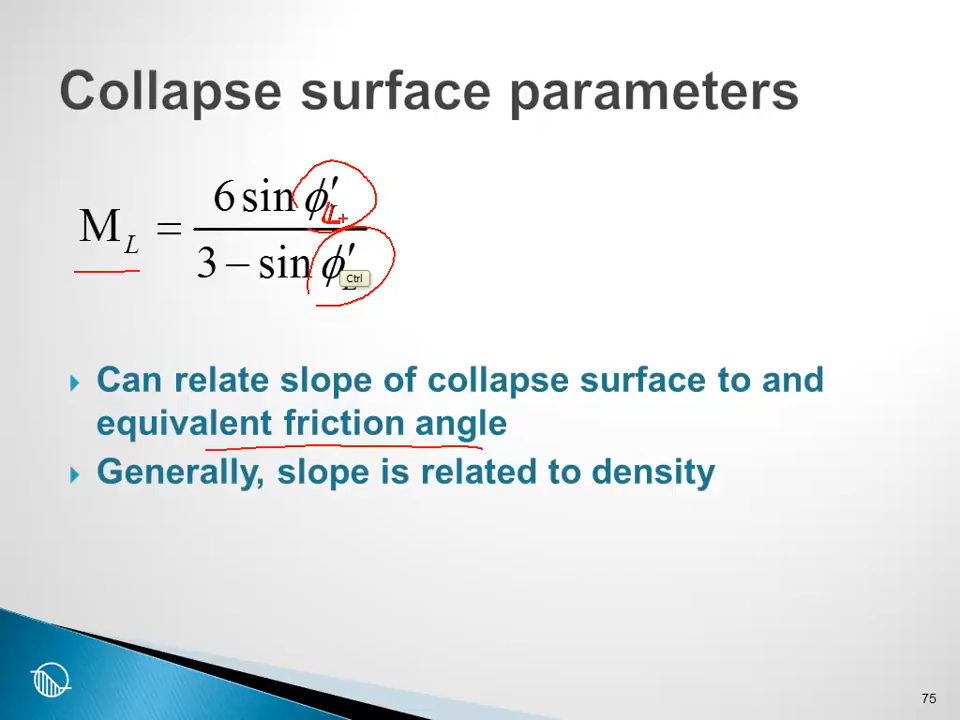 Collapse surface parameters
M_L = 6 sin ϕ′_L / 3 − sin ϕ′_L
L
Ctrl
Can relate slope of collapse surface to and
equivalent friction angle
Generally, slope is related to density
75